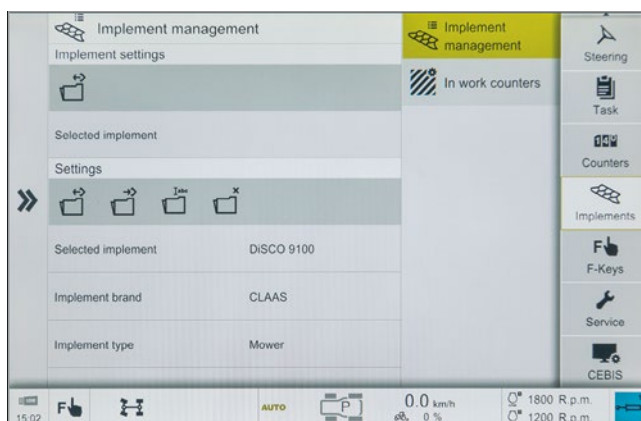 Implement management
Implement settings
Selected implement
Settings
Iabc
Selected implement DiSCO 9100
Implement brand CLAAS
Implement type Mower
Implement management
In work counters
Steering
Task
Counters
Implements
F
F-Keys
Service
CEBIS
15:02
F
AUTO
P
0.0 km/h
0 %
1800 R.p.m.
1200 R.p.m.